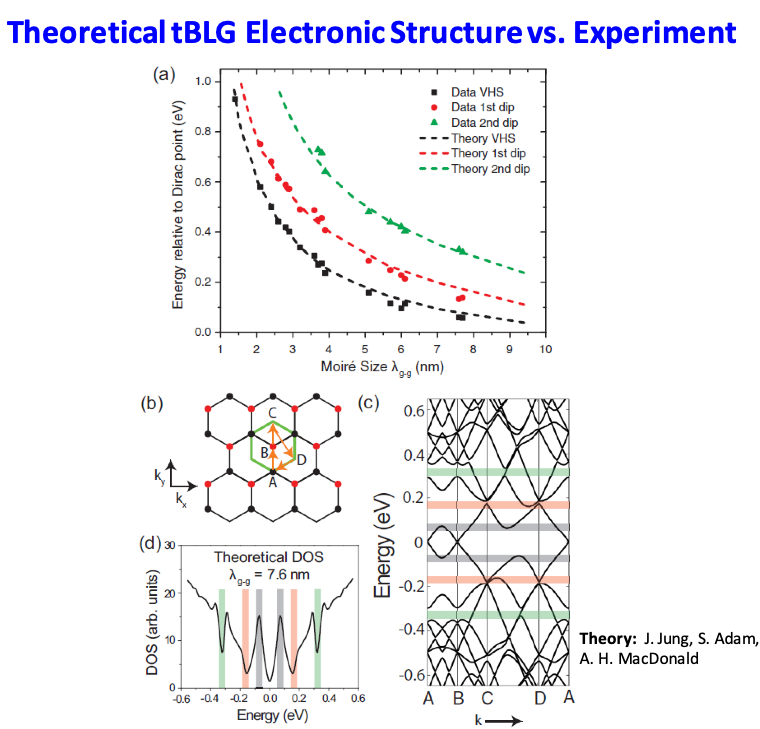 Theoretical tBLG Electronic Structure vs. Experiment
(a)
Energy relative to Dirac point (eV)
1.0
0.8
0.6
0.4
0.2
0.0
Data VHS
Data 1st dip
Data 2nd dip
Theory VHS
Theory 1st dip
Theory 2nd dip
1 2 3 4 5 6 7 8 9 10
Moiré Size λg-g (nm)
(b)
C
B
D
A
ky
kx
(c)
Energy (eV)
0.6
0.4
0.2
0
-0.2
-0.4
-0.6
A B C D A
k
(d)
DOS (arb. units)
30
20
10
0
Theoretical DOS
λg-g = 7.6 nm
-0.6 -0.4 -0.2 0.0 0.2 0.4 0.6
Energy (eV)
Theory: J. Jung, S. Adam,
A. H. MacDonald